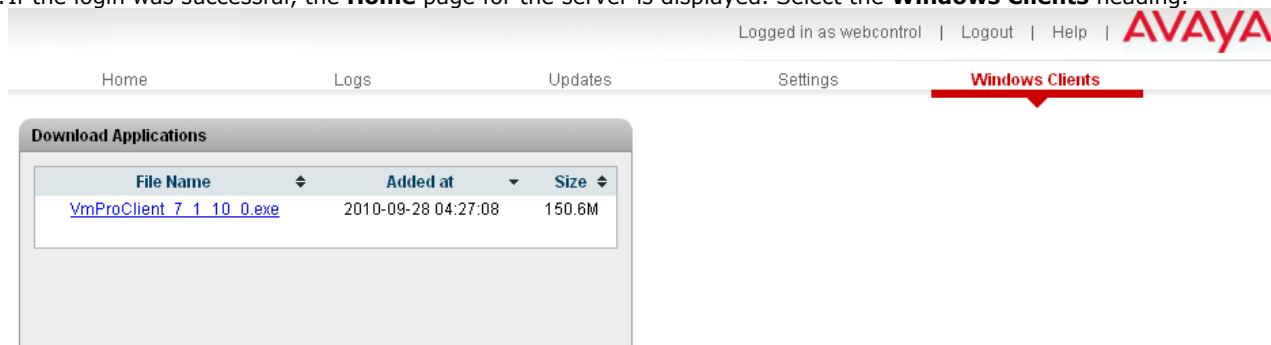 If the login was successful, the Home page for the server is displayed. Select the Windows Clients heading.
Logged in as webcontrol | Logout | Help | AVAYA
Home Logs Updates Settings Windows Clients
Download Applications
File Name Added at Size
VmProClient_7_1_10_0.exe 2010-09-28 04:27:08 150.6M